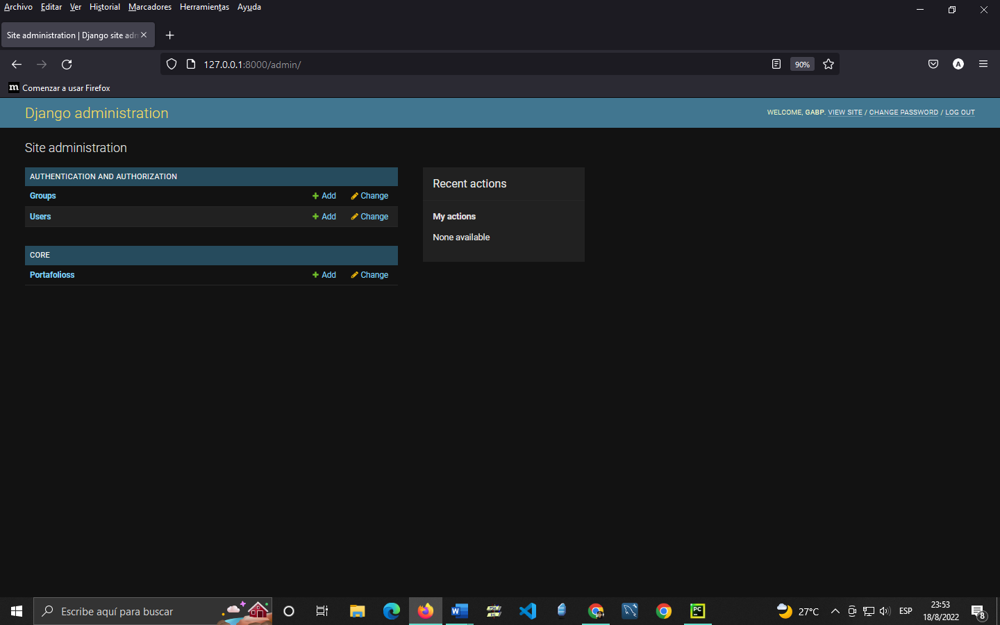 Archivo Editar Ver Historial Marcadores Herramientas Ayuda
Site administration | Django site adn
127.0.0.1:8000/admin/
90%
A
m Comenzar a usar Firefox
Django administration
WELCOME, GABP. VIEW SITE / CHANGE PASSWORD / LOG OUT
Site administration
AUTHENTICATION AND AUTHORIZATION
Groups Add Change
Users Add Change
CORE
Portafolioss Add Change
Recent actions
My actions
None available
Escribe aquí para buscar
W
PC
27°C
ESP
23:53
18/8/2022
8